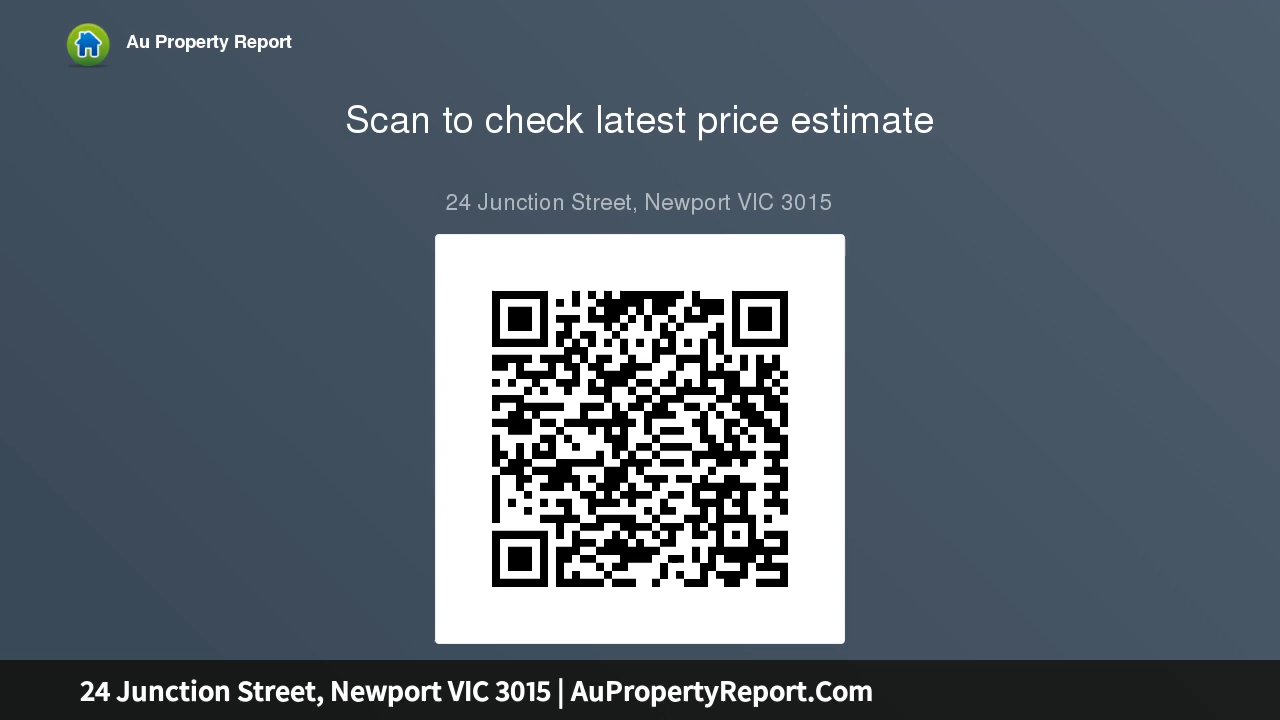 Au Property Report
Scan to check latest price estimate
24 Junction Street, Newport VIC 3015
24 Junction Street, Newport VIC 3015 | AuPropertyReport.Com